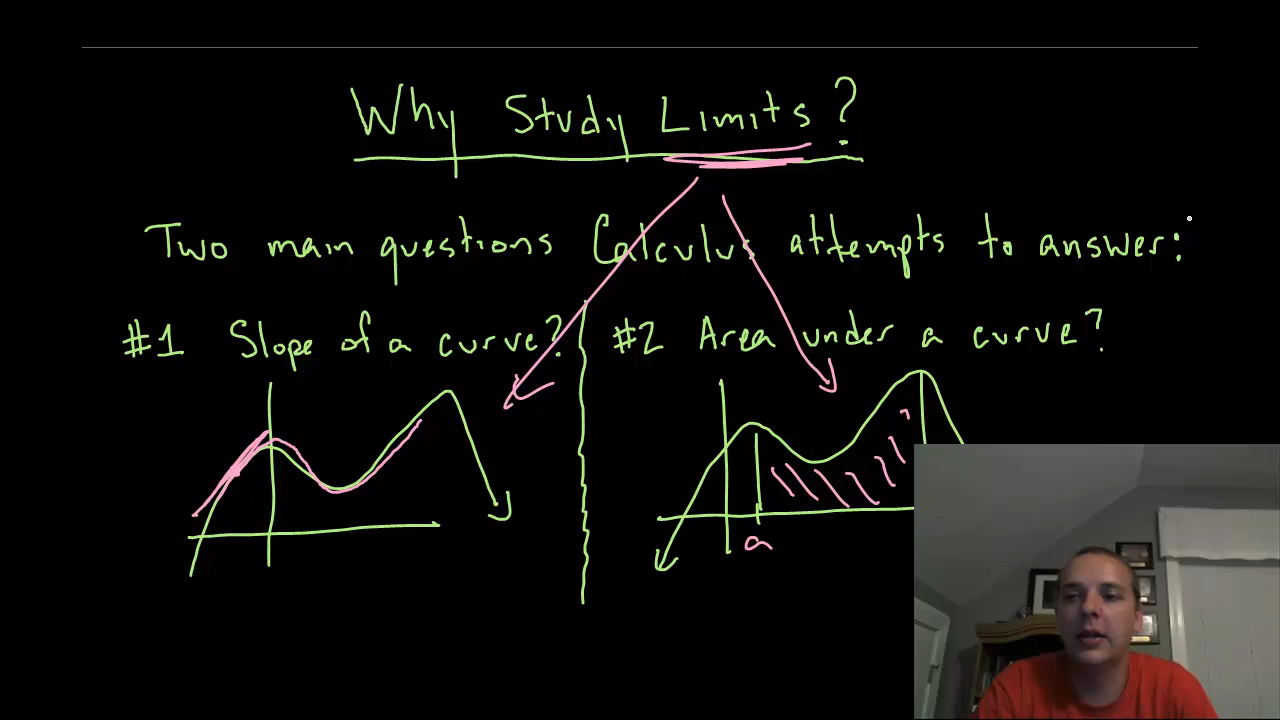 Why Study Limits?
Two main questions Calculus attempts to answer:
#1 Slope of a curve?
#2 Area under a curve?
a